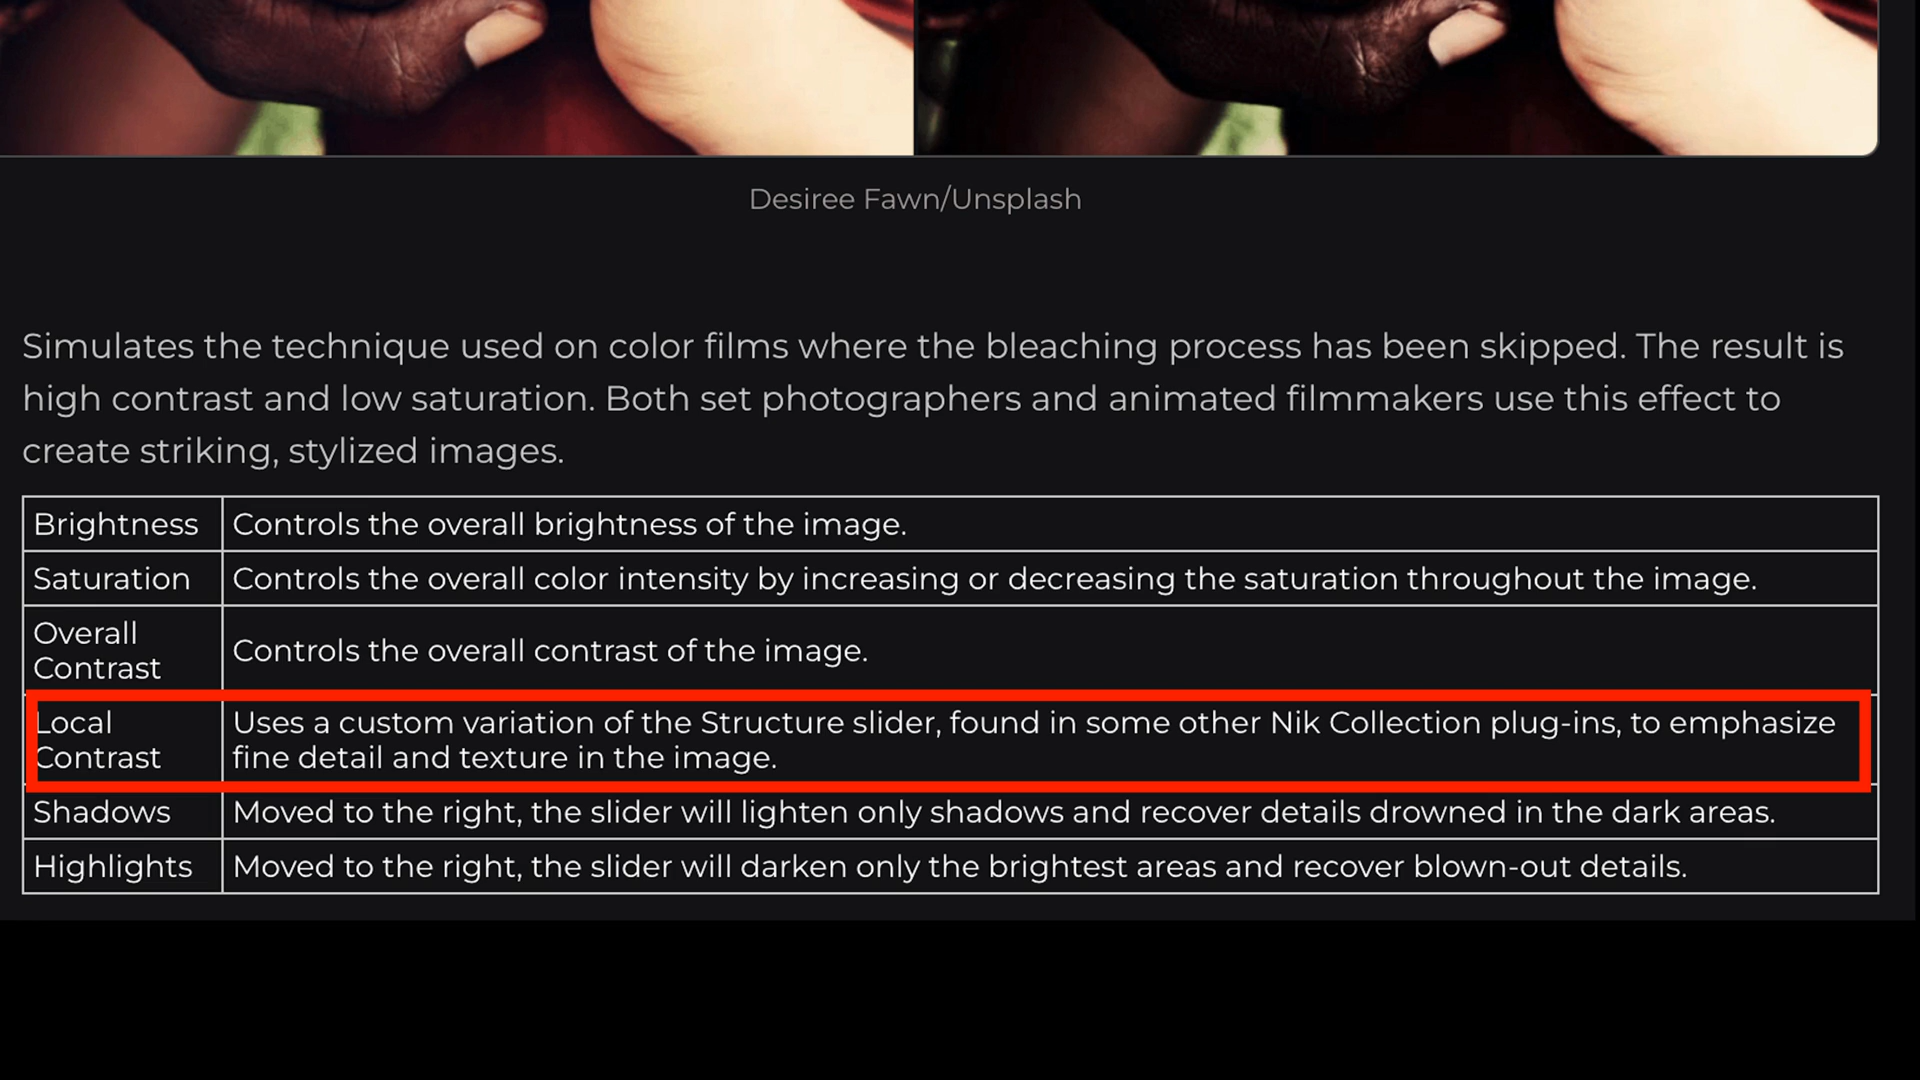 Desiree Fawn/Unsplash
Simulates the technique used on color films where the bleaching process has been skipped. The result is
high contrast and low saturation. Both set photographers and animated filmmakers use this effect to
create striking, stylized images.
Brightness Controls the overall brightness of the image.
Saturation Controls the overall color intensity by increasing or decreasing the saturation throughout the image.
Overall
Contrast
Controls the overall contrast of the image.
Local
Contrast
Uses a custom variation of the Structure slider, found in some other Nik Collection plug-ins, to emphasize
fine detail and texture in the image.
Shadows Moved to the right, the slider will lighten only shadows and recover details drowned in the dark areas.
Highlights Moved to the right, the slider will darken only the brightest areas and recover blown-out details.